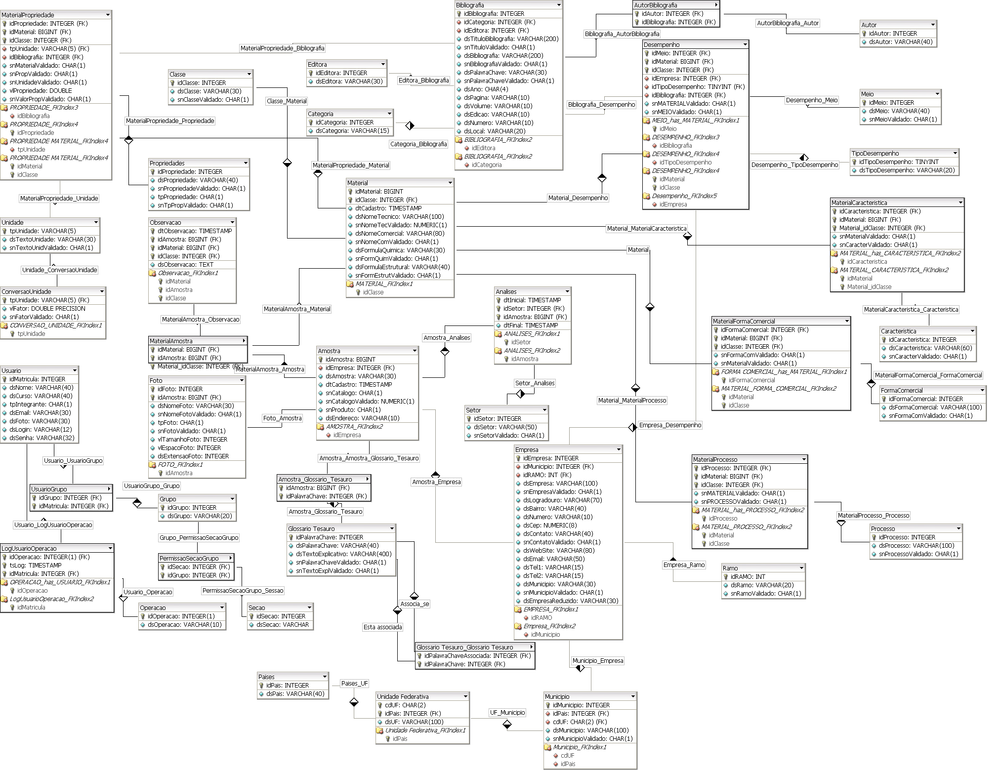 MaterialPropriedade
idPropriedade: INTEGER (FK)
idMaterial: BIGINT (FK)
idClasse: INTEGER (FK)
tpUnidade: VARCHAR(5) (FK)
idBibliografia: INTEGER (FK)
snMaterialValidado: CHAR(1)
snPropValidado: CHAR(1)
snUnidadeValidado: CHAR(1)
vlPropriedade: DOUBLE
snValorPropValidado: CHAR(1)
PROPRIEDADE_FKIndex3
idBibliografia
PROPRIEDADE_FKIndex4
idPropriedade
PROPRIEDADE MATERIAL_FKIndex4
tpUnidade
PROPRIEDADE MATERIAL_FKIndex4
idMaterial
idClasse
MaterialPropriedade_Bibliografia
MaterialPropriedade_Propriedade
MaterialPropriedade_Material
MaterialPropriedade_Unidade
Classe
idClasse: INTEGER
dsClasse: VARCHAR(30)
snClasseValidado: CHAR(1)
Classe_Material
Editora
idEditora: INTEGER
dsEditora: VARCHAR(30)
Editora_Bibliografia
Categoria
idCategoria: INTEGER
dsCategoria: VARCHAR(15)
Categoria_Bibliografia
Bibliografia
idBibliografia: INTEGER
idCategoria: INTEGER (FK)
idEditora: INTEGER (FK)
dsTituloBibliografia: VARCHAR(200)
snTituloValidado: CHAR(1)
dsBibliografia: VARCHAR(200)
snBibliografiaValidado: CHAR(1)
dsPalavraChave: VARCHAR(30)
snPalavraChaveValidado: CHAR(1)
dsAno: CHAR(4)
dsPagina: VARCHAR(10)
dsVolume: VARCHAR(10)
dsEdicao: VARCHAR(10)
dsNumero: VARCHAR(10)
dsLocal: VARCHAR(20)
BIBLIOGRAFIA_FKIndex2
idEditora
BIBLIOGRAFIA_FKIndex2
idCategoria
Bibliografia_AutorBibliografia
Bibliografia_Desempenho
AutorBibliografia
idAutor: INTEGER (FK)
idBibliografia: INTEGER (FK)
AutorBibliografia_Autor
Autor
idAutor: INTEGER
dsAutor: VARCHAR(40)
Desempenho
idMeio: INTEGER (FK)
idMaterial: BIGINT (FK)
idClasse: INTEGER (FK)
idEmpresa: INTEGER (FK)
idTipoDesempenho: TINYINT (FK)
idBibliografia: INTEGER (FK)
snMATERIALValidado: CHAR(1)
snMEIOValidado: CHAR(1)
MEIO_has_MATERIAL_FKIndex1
idMeio
DESEMPENHO_FKIndex3
idBibliografia
DESEMPENHO_FKIndex4
idTipoDesempenho
DESEMPENHO_FKIndex4
idMaterial
idClasse
Desempenho_FKIndex5
idEmpresa
Desempenho_Meio
Meio
idMeio: INTEGER
dsMeio: VARCHAR(40)
snMeioValidado: CHAR(1)
Desempenho_TipoDesempenho
TipoDesempenho
idTipoDesempenho: TINYINT
dsTipoDesempenho: VARCHAR(20)
Propriedades
idPropriedade: INTEGER
dsPropriedade: VARCHAR(40)
snPropriedadeValidado: CHAR(1)
tpPropriedade: CHAR(1)
snTpPropValidado: CHAR(1)
Material
idMaterial: BIGINT
idClasse: INTEGER (FK)
dtCadastro: TIMESTAMP
dsNomeTecnico: VARCHAR(100)
snNomeTecValidado: NUMERIC(1)
dsNomeComercial: VARCHAR(80)
snNomeComValidado: CHAR(1)
dsFormulaQuimica: VARCHAR(30)
snFormQuimValidado: CHAR(1)
dsFormulaEstrutural: VARCHAR(40)
snFormEstrutValidado: CHAR(1)
MATERIAL_FKIndex1
idClasse
Material_Desempenho
Material_MaterialCaracteristica
Material
Material_MaterialProcesso
MaterialCaracteristica
idCaracteristica: INTEGER (FK)
idMaterial: BIGINT (FK)
Material_idClasse: INTEGER (FK)
snMaterialValidado: CHAR(1)
snCaracterValidado: CHAR(1)
MATERIAL_has_CARACTERISTICA_FKIndex2
idCaracteristica
MATERIAL_CARACTERISTICA_FKIndex2
idMaterial
Material_idClasse
MaterialCaracteristica_Caracteristica
Caracteristica
idCaracteristica: INTEGER
dsCaracteristica: VARCHAR(60)
snCaracterValidado: CHAR(1)
Unidade
tpUnidade: VARCHAR(5)
dsTextoUnidade: VARCHAR(30)
snTextoUnidValidado: CHAR(1)
Unidade_ConversaoUnidade
ConversaoUnidade
tpUnidade: VARCHAR(5) (FK)
vlFator: DOUBLE PRECISION
snFatorValidado: CHAR(1)
CONVERSAO_UNIDADE_FKIndex1
tpUnidade
Observacao
dtObservacao: TIMESTAMP
idAmostra: BIGINT (FK)
idMaterial: BIGINT (FK)
idClasse: INTEGER (FK)
dsObservacao: TEXT
Observacao_FKIndex1
idMaterial
idAmostra
idClasse
MaterialAmostra_Observacao
MaterialAmostra_Material
MaterialAmostra
idMaterial: BIGINT (FK)
idAmostra: BIGINT (FK)
Material_idClasse: INTEGER (FK)
MaterialAmostra_Amostra
Analises
dtInicial: TIMESTAMP
idSetor: INTEGER (FK)
idAmostra: BIGINT (FK)
dtFinal: TIMESTAMP
ANALISES_FKIndex1
idSetor
ANALISES_FKIndex2
idAmostra
Amostra_Analises
Setor_Analises
Setor
idSetor: INTEGER
dsSetor: VARCHAR(50)
snSetorValidado: CHAR(1)
MaterialFormaComercial
idFormaComercial: INTEGER (FK)
idMaterial: BIGINT (FK)
idClasse: INTEGER (FK)
snFormaComValidado: CHAR(1)
snMaterialValidado: CHAR(1)
FORMA COMERCIAL_has_MATERIAL_FKIndex1
idFormaComercial
MATERIAL_FORMA_COMERCIAL_FKIndex2
idMaterial
idClasse
MaterialFormaComercial_FormaComercial
FormaComercial
idFormaComercial: INTEGER
dsFormaComercial: VARCHAR(100)
snFormaComValidado: CHAR(1)
Usuario
idMatricula: INTEGER
dsNome: VARCHAR(40)
dsCurso: VARCHAR(40)
tpIntegrante: CHAR(1)
dsEmail: VARCHAR(30)
dsFoto: VARCHAR(30)
dsLogin: VARCHAR(12)
dsSenha: VARCHAR(32)
Usuario_UsuarioGrupo
Foto
idFoto: INTEGER
idAmostra: BIGINT (FK)
dsNomeFoto: VARCHAR(30)
snNomeFotoValidado: CHAR(1)
tpFoto: CHAR(1)
snFotoValidado: CHAR(1)
vlTamanhoFoto: INTEGER
vlEspacoFoto: INTEGER
dsExtensaoFoto: INTEGER
FOTO_FKIndex1
idAmostra
Foto_Amostra
Amostra
idAmostra: BIGINT
idEmpresa: INTEGER (FK)
dsAmostra: VARCHAR(30)
dtCadastro: TIMESTAMP
snCatalogo: CHAR(1)
snCatalogoValidado: NUMERIC(1)
snProduto: CHAR(1)
dsEndereco: VARCHAR(10)
AMOSTRA_FKIndex2
idEmpresa
Amostra_Amostra_Glossario_Tesauro
Amostra_Empresa
Amostra_Glossario_Tesauro
idAmostra: BIGINT (FK)
idPalavraChave: INTEGER (FK)
Amostra_Glossario_Tesauro
Glossario Tesauro
idPalavraChave: INTEGER
dsPalavraChave: VARCHAR(40)
dsTextoExplicativo: VARCHAR(400)
snPalavraChaveValidado: CHAR(1)
snTextoExplValidado: CHAR(1)
Associa_se
Esta associada
Glossario Tesauro_Glossario Tesauro
idPalavraChaveAssociada: INTEGER (FK)
idPalavraChave: INTEGER (FK)
Empresa_Desempenho
Empresa
idEmpresa: INTEGER
idMunicipio: INTEGER (FK)
idRAMO: INT (FK)
dsEmpresa: VARCHAR(100)
snEmpresaValidado: CHAR(1)
dsLogradouro: VARCHAR(70)
dsBairro: VARCHAR(40)
dsNumero: VARCHAR(10)
dsCep: NUMERIC(8)
dsContato: VARCHAR(40)
snContatoValidado: CHAR(1)
dsWebSite: VARCHAR(80)
dsEmail: VARCHAR(50)
dsTel1: VARCHAR(15)
dsTel2: VARCHAR(15)
dsMunicipio: VARCHAR(30)
snMunicipioValidado: CHAR(1)
dsEmpresaReduzido: VARCHAR(30)
EMPRESA_FKIndex1
idRAMO
Empresa_FKIndex2
idMunicipio
Empresa_Ramo
Ramo
idRAMO: INT
dsRamo: VARCHAR(20)
snRamoValidado: CHAR(1)
MaterialProcesso
idProcesso: INTEGER (FK)
idMaterial: BIGINT (FK)
idClasse: INTEGER (FK)
snMATERIALValidado: CHAR(1)
snPROCESSOValidado: CHAR(1)
MATERIAL_has_PROCESSO_FKIndex2
idProcesso
MATERIAL_PROCESSO_FKIndex2
idMaterial
idClasse
MaterialProcesso_Processo
Processo
idProcesso: INTEGER
dsProcesso: VARCHAR(100)
snProcessoValidado: CHAR(1)
UsuarioGrupo
idGrupo: INTEGER (FK)
idMatricula: INTEGER (FK)
UsuarioGrupo_Grupo
Grupo
idGrupo: INTEGER
dsGrupo: VARCHAR(20)
Grupo_PermissaoSecaoGrupo
Usuario_LogUsuarioOperacao
LogUsuarioOperacao
idOperacao: INTEGER(1) (FK)
tsLog: TIMESTAMP
idMatricula: INTEGER (FK)
OPERACAO_has_USUARIO_FKIndex1
idOperacao
LogUsuarioOperacao_FKIndex2
idMatricula
PermissaoSecaoGrupo
idSecao: INTEGER (FK)
idGrupo: INTEGER (FK)
PermissaoSecaoGrupo_Sessao
Usuario_Operacao
Operacao
idOperacao: INTEGER(1)
dsOperacao: VARCHAR(10)
Secao
idSecao: INTEGER
dsSecao: VARCHAR
Municipio_Empresa
Paises
idPais: INTEGER
dsPais: VARCHAR(40)
Paises_UF
Unidade Federativa
cdUF: CHAR(2)
idPais: INTEGER (FK)
dsUF: VARCHAR(100)
Unidade Federativa_FKIndex1
idPais
UF_Municipio
Municipio
idMunicipio: INTEGER
idPais: INTEGER (FK)
cdUF: CHAR(2) (FK)
dsMunicipio: VARCHAR(100)
snMunicipioValidado: CHAR(1)
Municipio_FKIndex1
cdUF
idPais